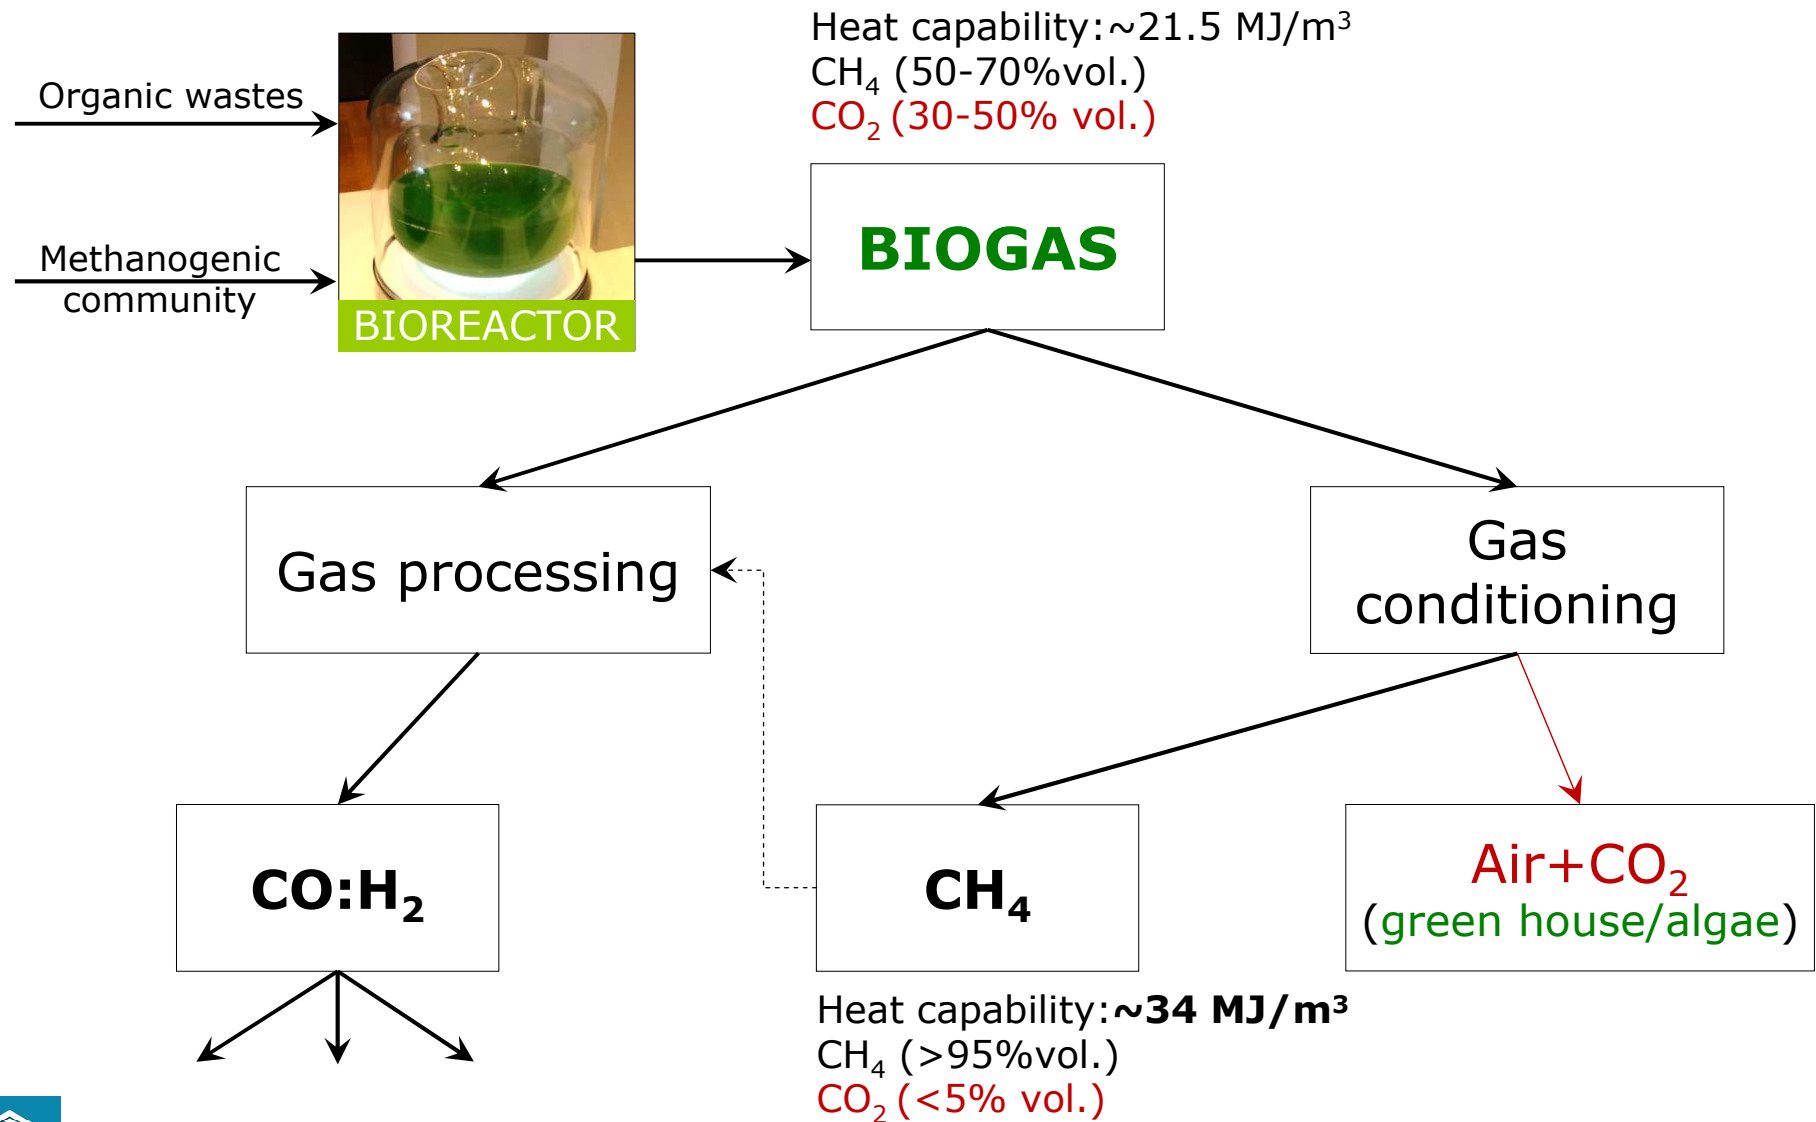 Heat capability:~21.5 MJ/m³
CH₄ (50-70%vol.)
CO₂ (30-50% vol.)
Organic wastes
Methanogenic
community
BIOREACTOR
BIOGAS
Gas processing
Gas
conditioning
CO:H₂
CH₄
Air+CO₂
(green house/algae)
Heat capability:~34 MJ/m³
CH₄ (>95%vol.)
CO₂ (<5% vol.)